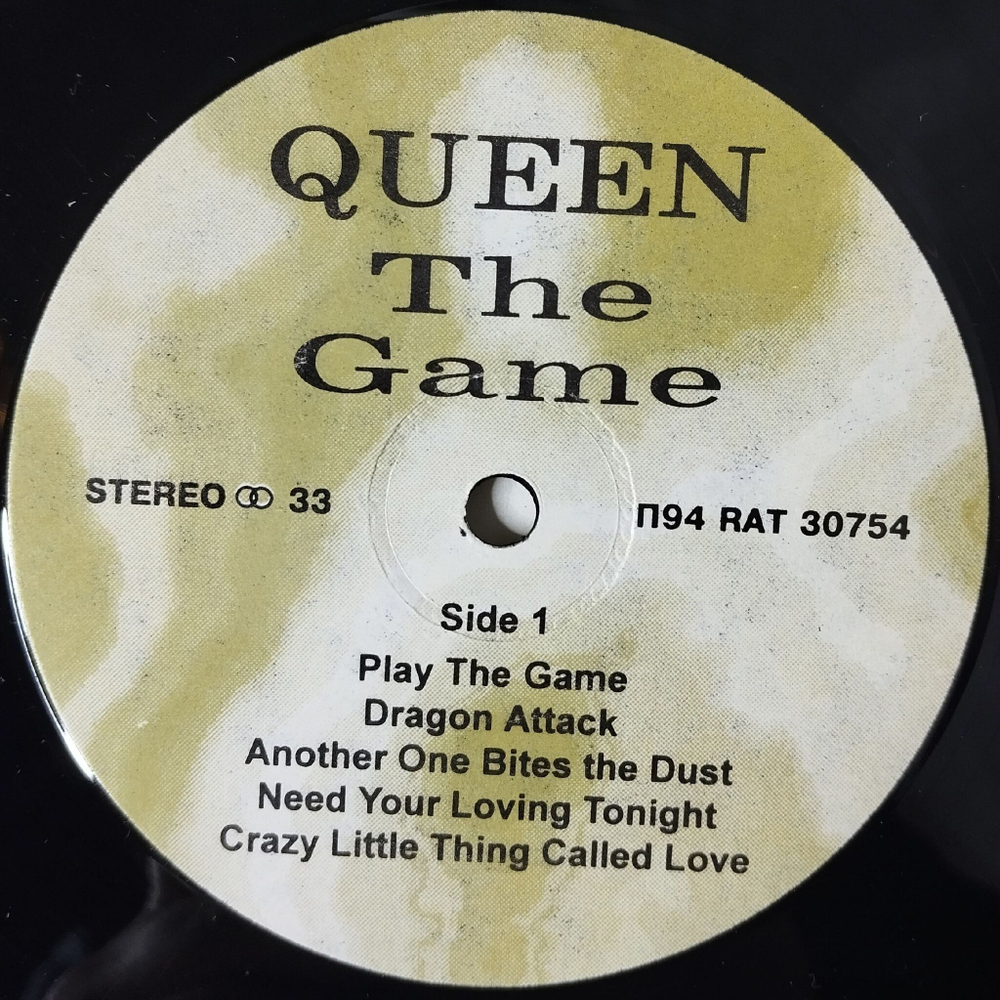 QUEEN
The
Game
STEREO 33
П94 RAT 30754
Side 1
Play The Game
Dragon Attack
Another One Bites the Dust
Need Your Loving Tonight
Crazy Little Thing Called Love